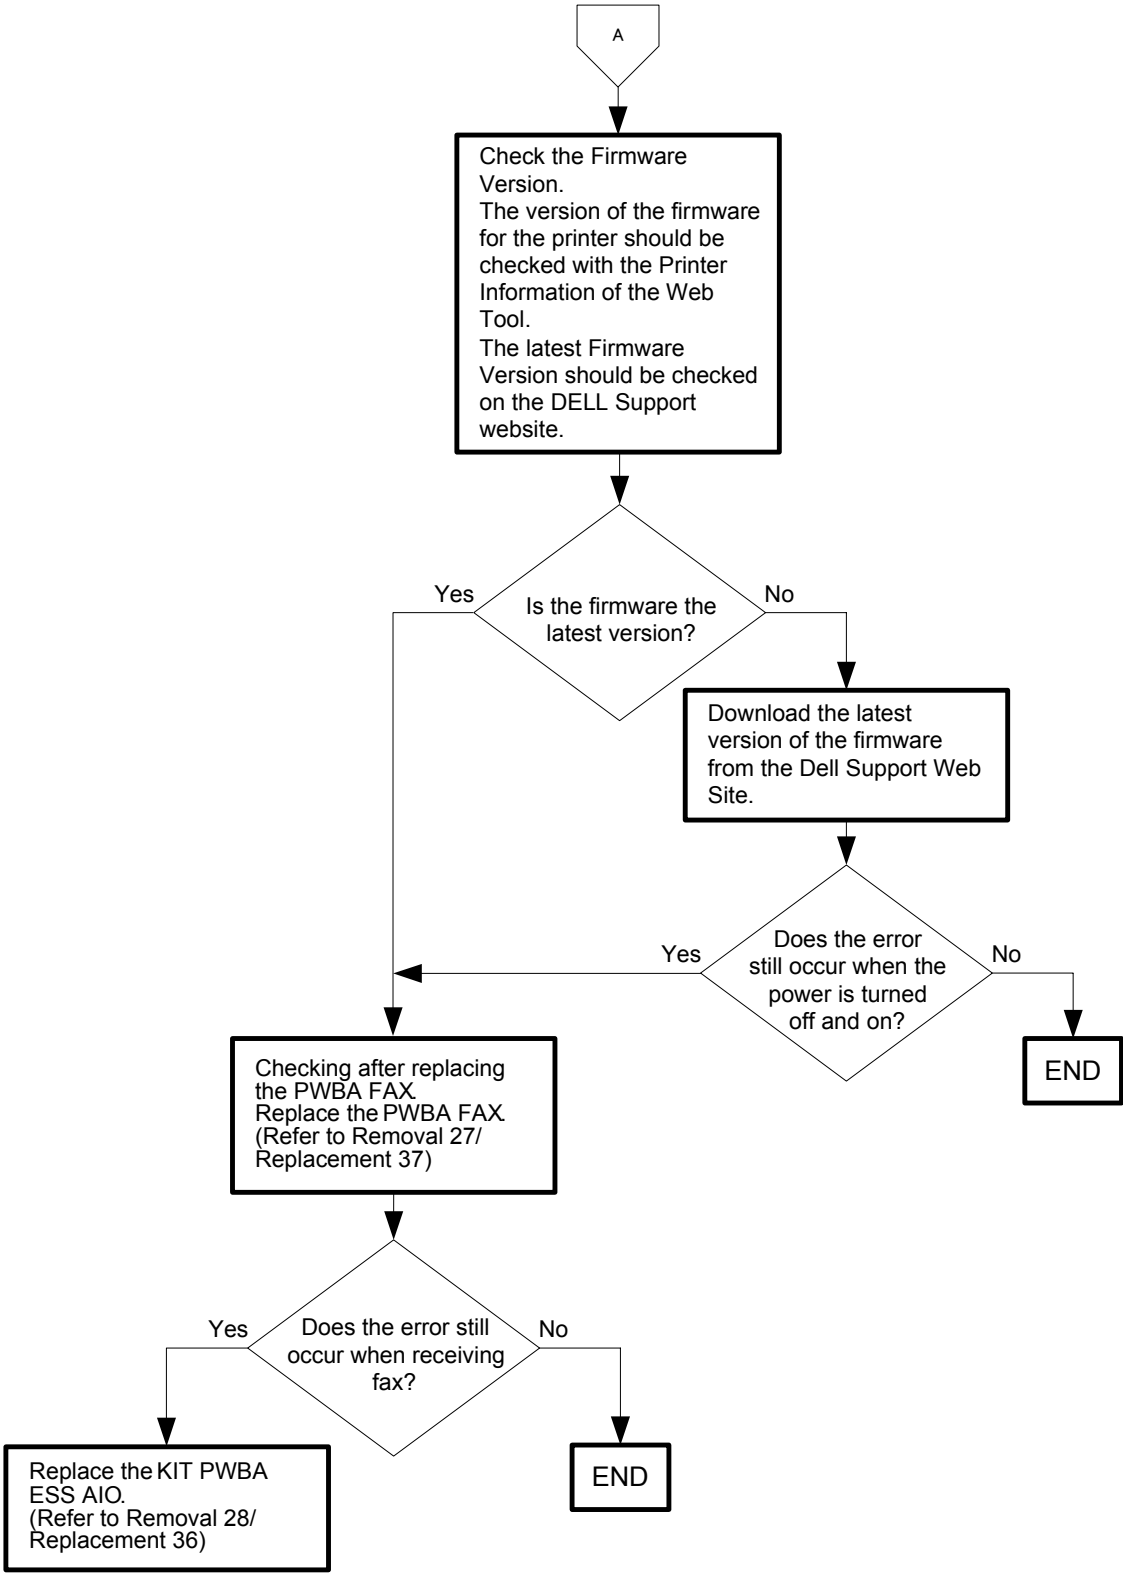 A
Check the Firmware
Version.
The version of the firmware
for the printer should be
checked with the Printer
Information of the Web
Tool.
The latest Firmware
Version should be checked
on the DELL Support
website.
Yes
No
Is the firmware the
latest version?
Download the latest
version of the firmware
from the Dell Support Web
Site.
Yes
No
Does the error
still occur when the
power is turned
off and on?
END
Checking after replacing
the PWBA FAX.
Replace the PWBA FAX.
(Refer to Removal 27/
Replacement 37)
Yes
No
Does the error still
occur when receiving
fax?
END
Replace the KIT PWBA
ESS AIO.
(Refer to Removal 28/
Replacement 36)